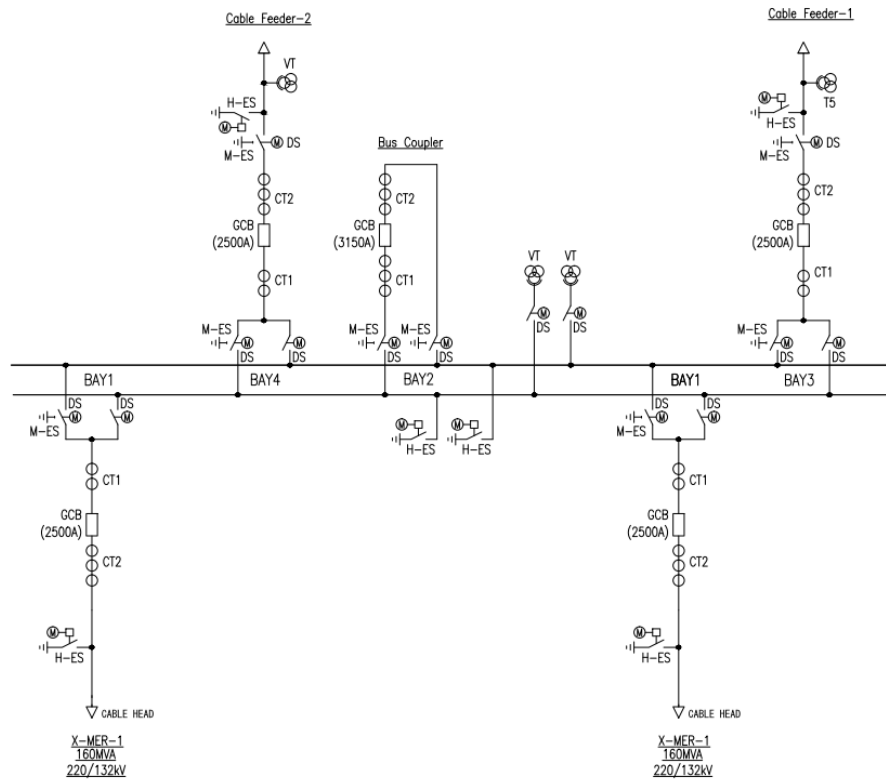 Cable Feeder-2
VT
H-ES
M
M DS
M-ES
CT2
GCB
(2500A)
CT1
M-ES
M
M
DS
DS
Bus Coupler
CT2
GCB
(3150A)
CT1
M-ES
M-ES
M
M
DS
DS
VT
VT
M
M
DS
DS
Cable Feeder-1
M
T5
H-ES
M DS
M-ES
CT2
GCB
(2500A)
CT1
M-ES
M
M
DS
DS
BAY1
BAY4
BAY2
BAY1
BAY3
DS
DS
M
M
M-ES
CT1
GCB
(2500A)
CT2
M
H-ES
CABLE HEAD
X-MER-1
160MVA
220/132kV
M
M
H-ES
H-ES
DS
DS
M
M
M-ES
CT1
GCB
(2500A)
CT2
M
H-ES
CABLE HEAD
X-MER-1
160MVA
220/132kV